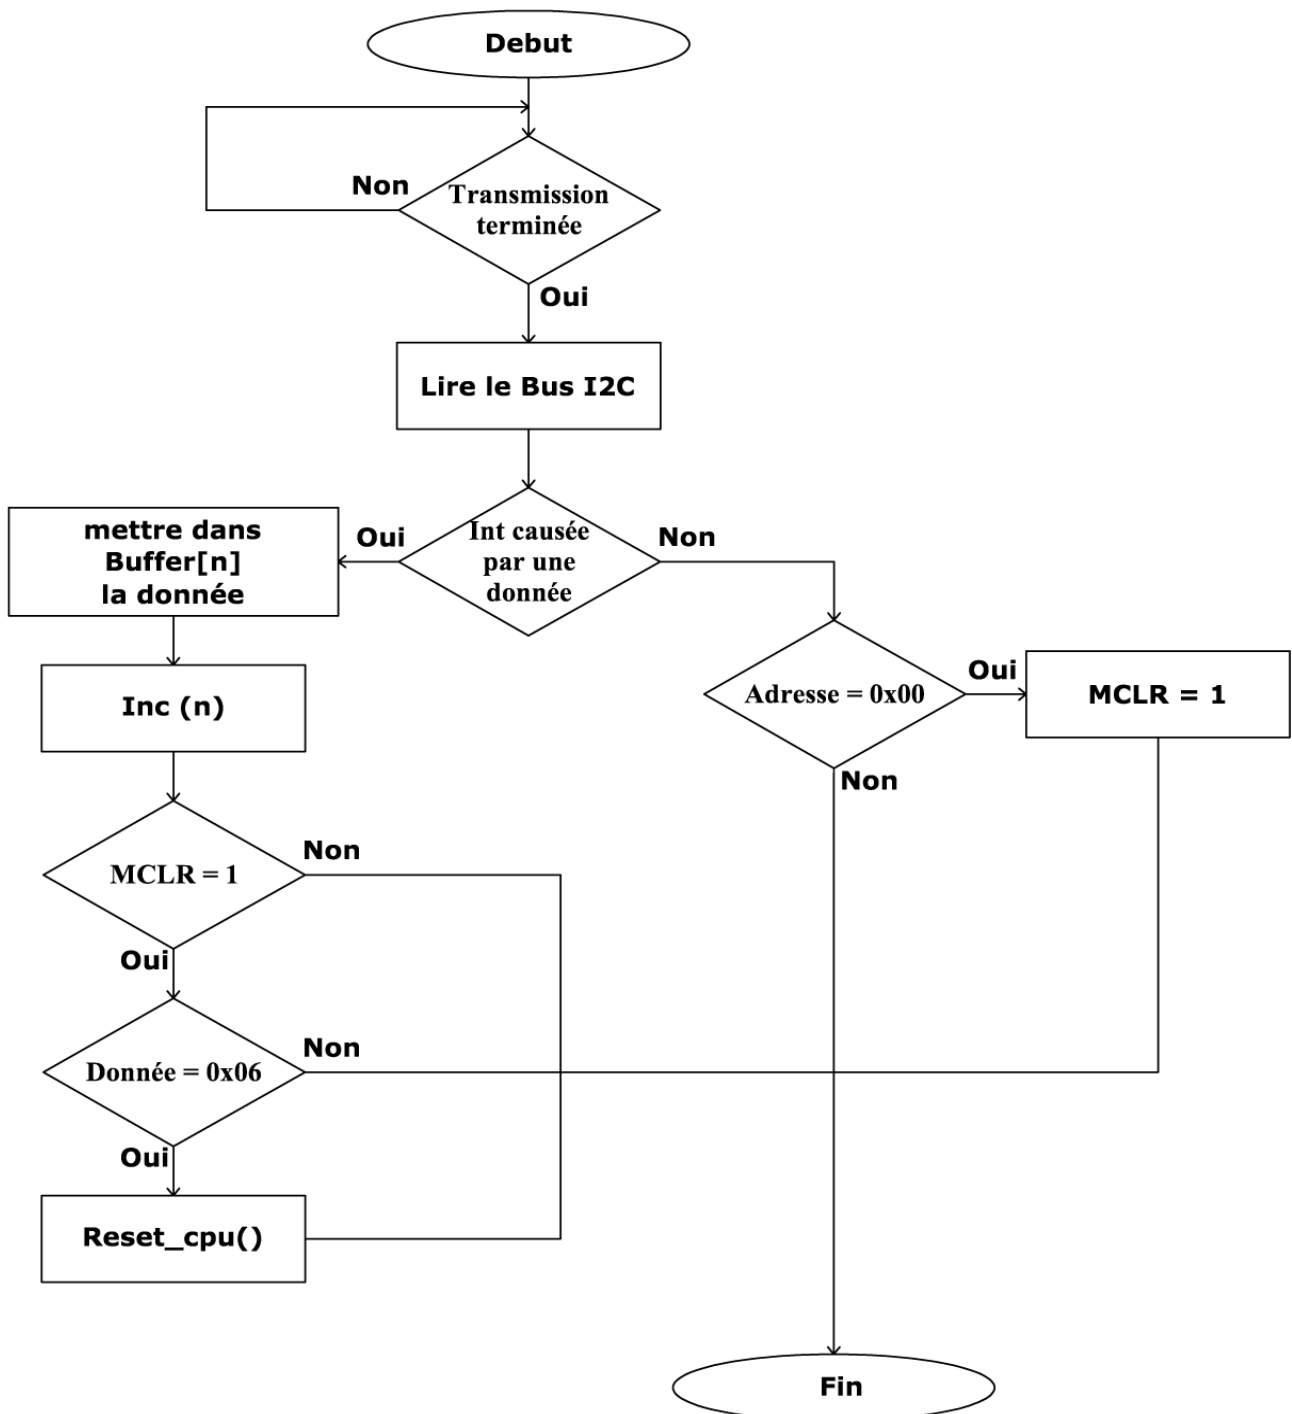 Debut
Non
Transmission
terminée
Oui
Lire le Bus I2C
mettre dans
Buffer[n]
la donnée
Oui
Int causée
par une
donnée
Non
Inc (n)
Adresse = 0x00
Oui
MCLR = 1
Non
MCLR = 1
Non
Oui
Donnée = 0x06
Non
Oui
Reset_cpu()
Fin